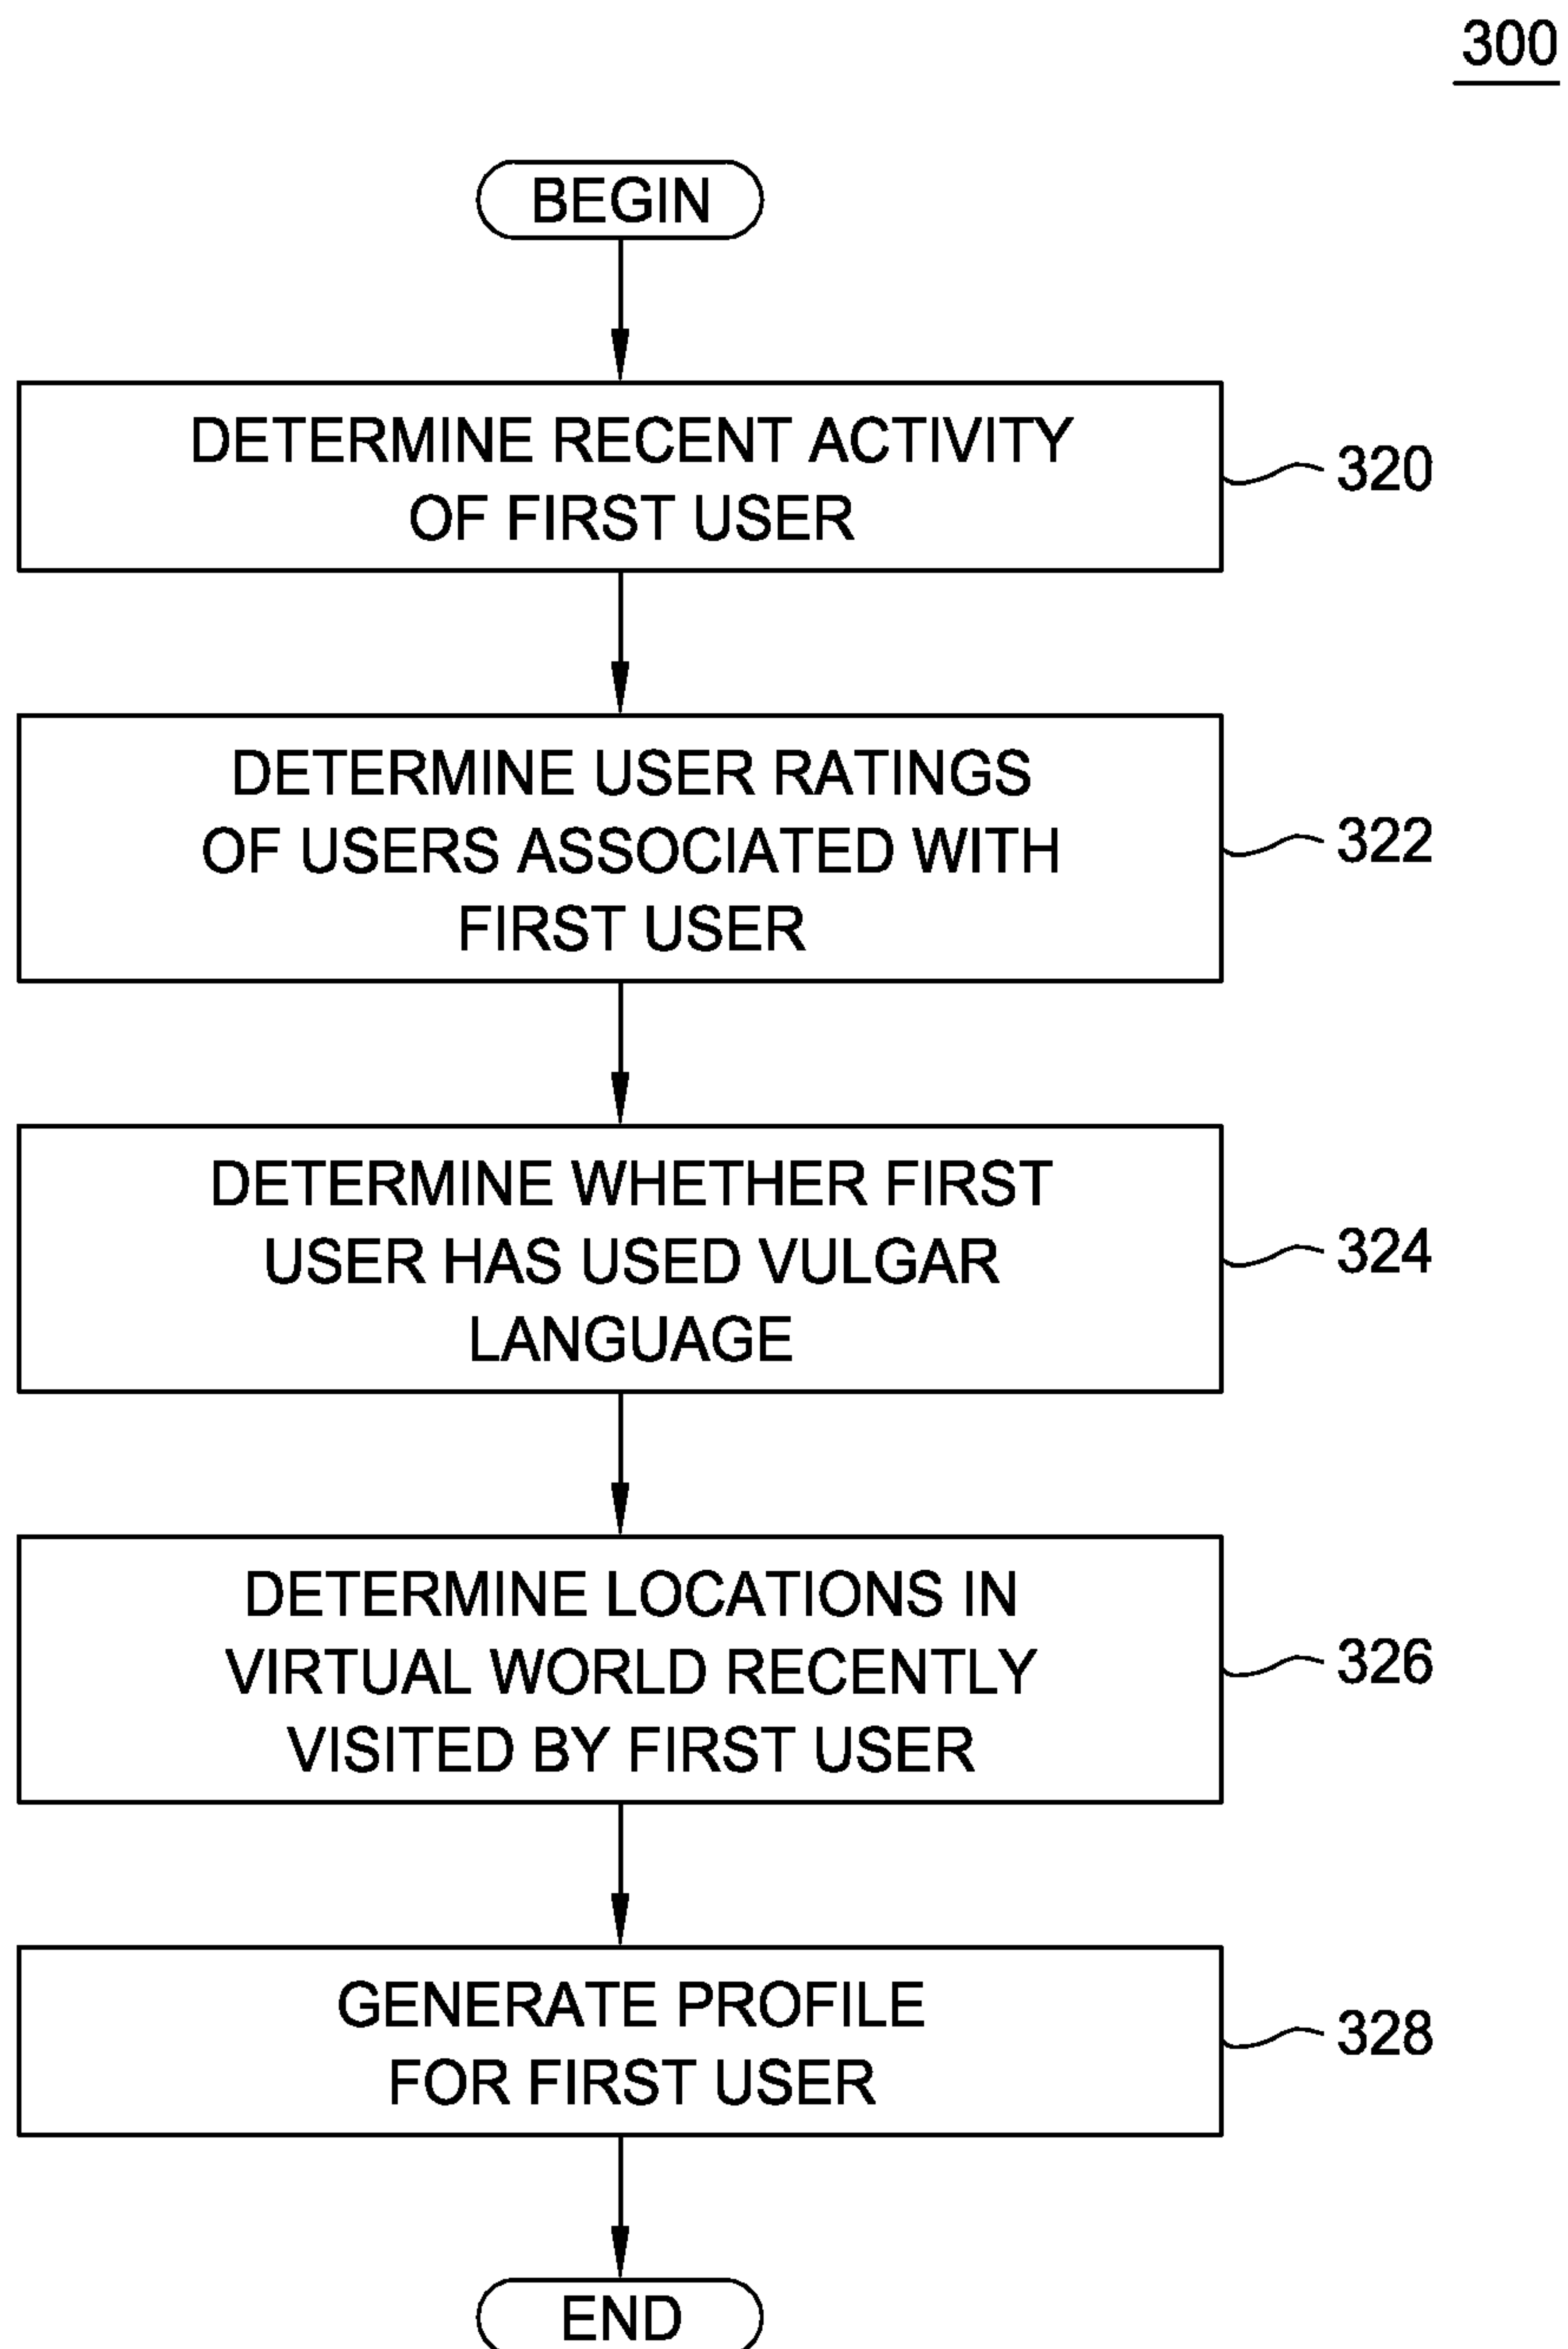 300
BEGIN
DETERMINE RECENT ACTIVITY
OF FIRST USER
320
DETERMINE USER RATINGS
OF USERS ASSOCIATED WITH
FIRST USER
322
DETERMINE WHETHER FIRST
USER HAS USED VULGAR
LANGUAGE
324
DETERMINE LOCATIONS IN
VIRTUAL WORLD RECENTLY
VISITED BY FIRST USER
326
GENERATE PROFILE
FOR FIRST USER
328
END